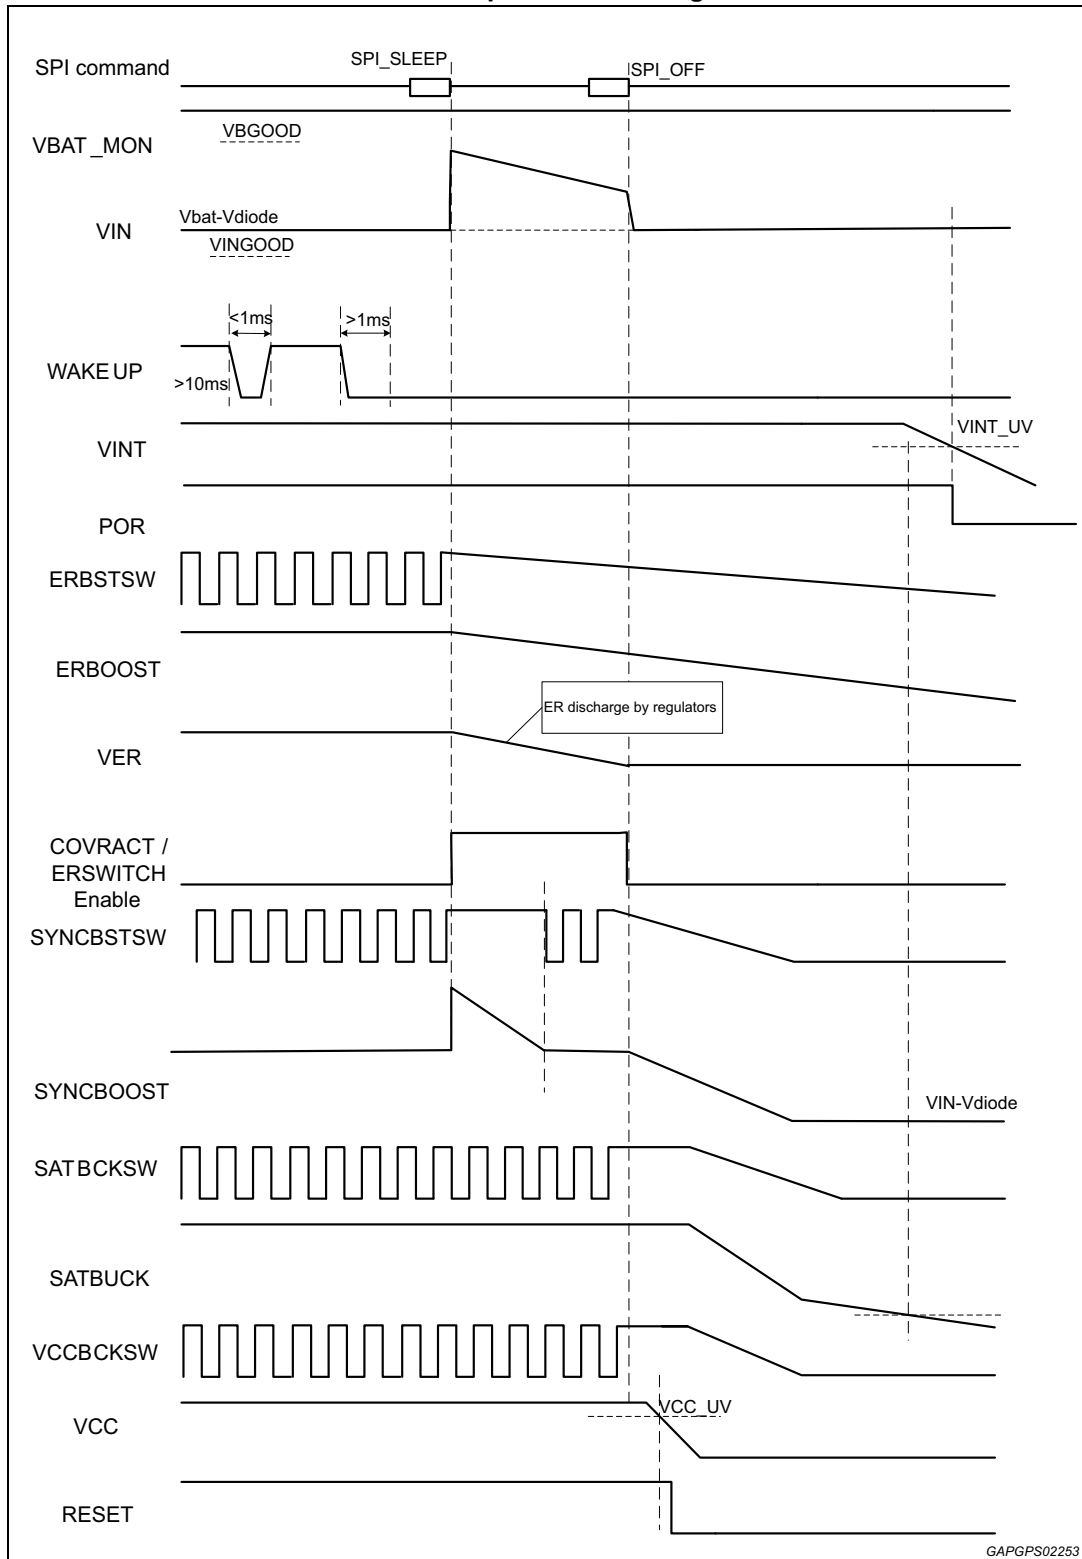 SPI command
SPI_SLEEP
SPI_OFF
VBAT_MON
VBGOOD
VIN
Vbat-Vdiode
VINGOOD
WAKE UP
<1ms
>1ms
>10ms
VINT
VINT_UV
POR
ERBSTSW
ERBOOST
ER discharge by regulators
VER
COVRACT /
ERSWITCH
Enable
SYNCBSTSW
SYNCBOOST
VIN-Vdiode
SATBCKSW
SATBUCK
VCCBCKSW
VCC
VCC_UV
RESET
GAPGPS02253